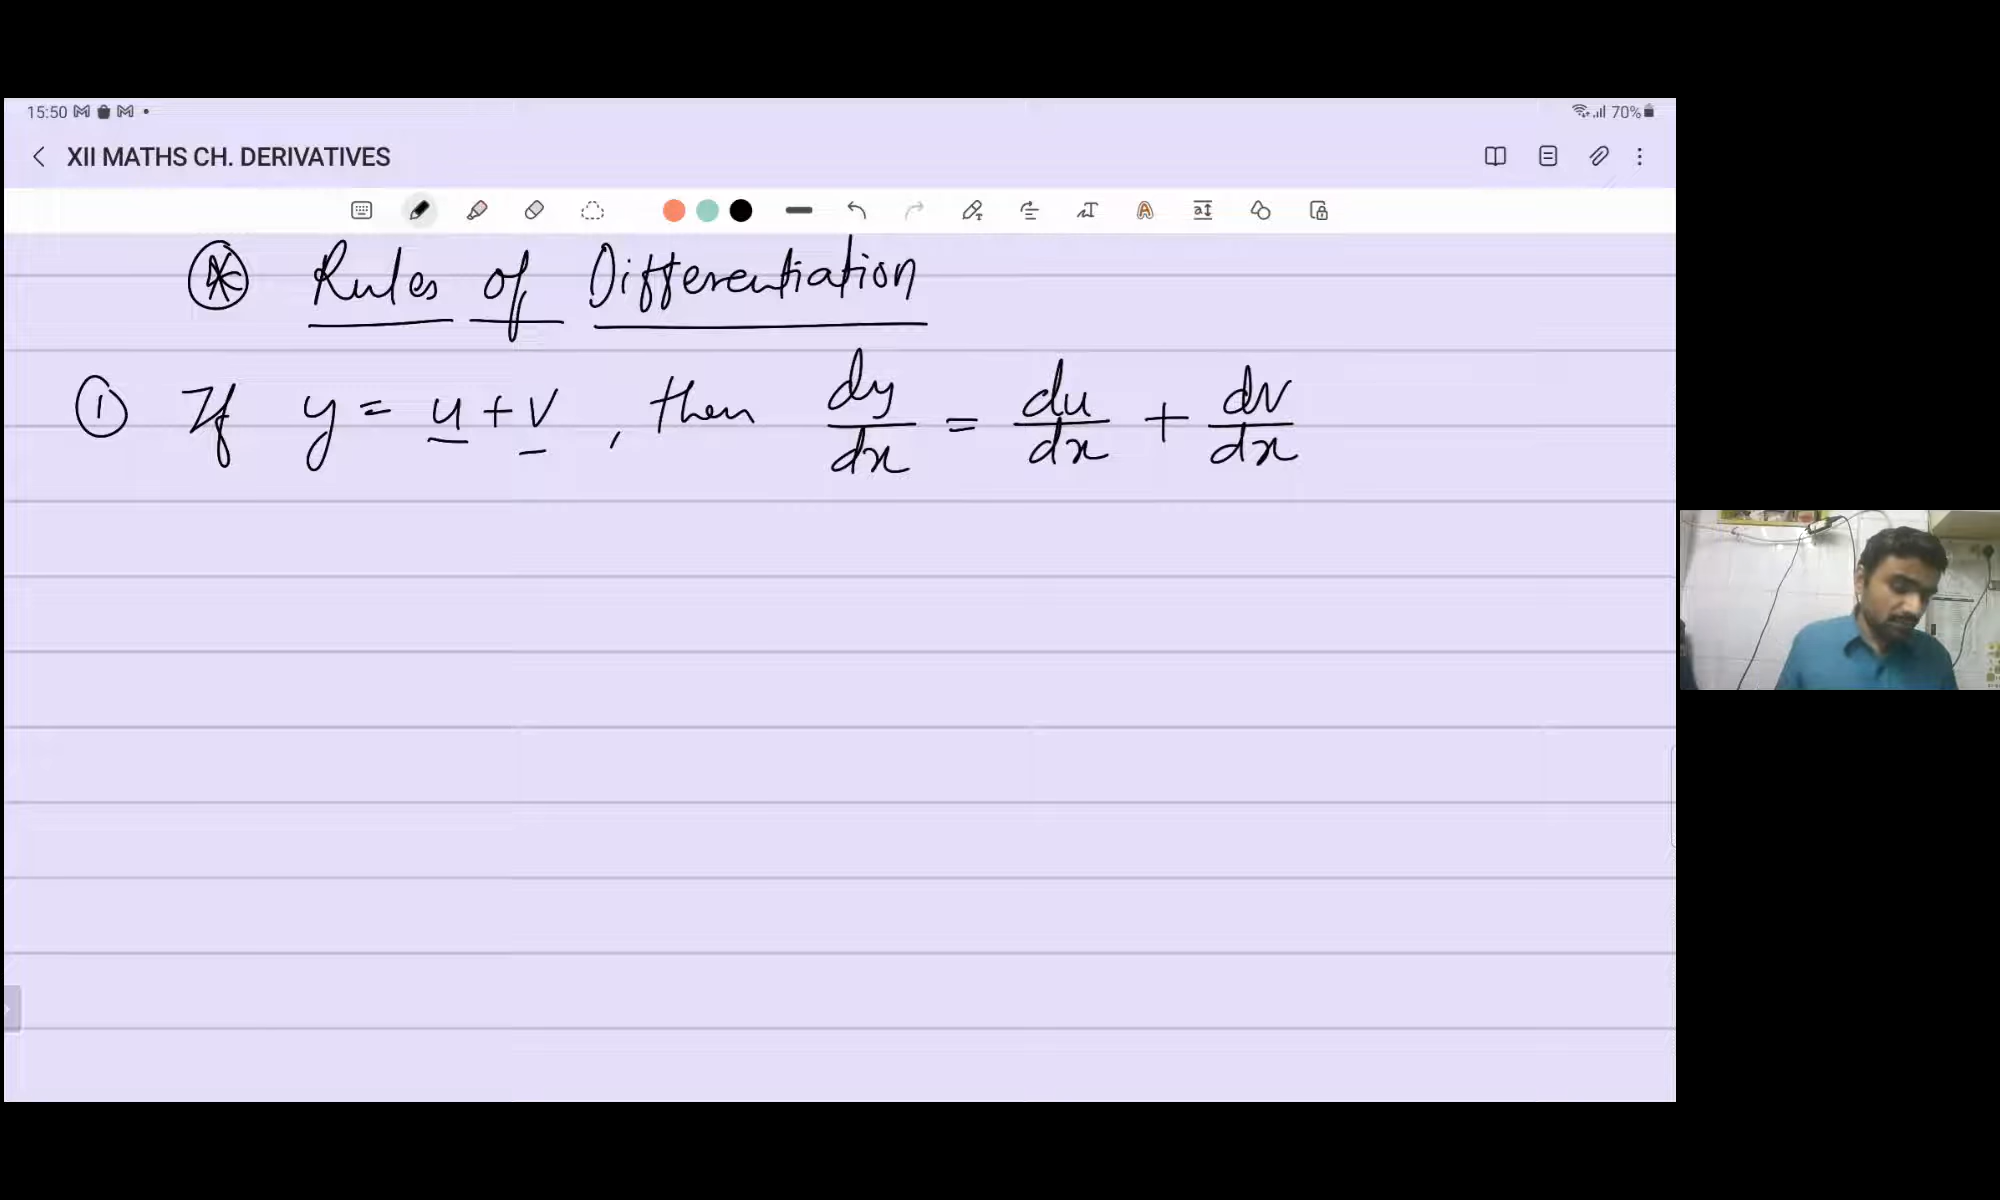 15:50
70%
XII MATHS CH. DERIVATIVES
Rules of Differentiation
① If y = u + v , then dy/dx = du/dx + dv/dx